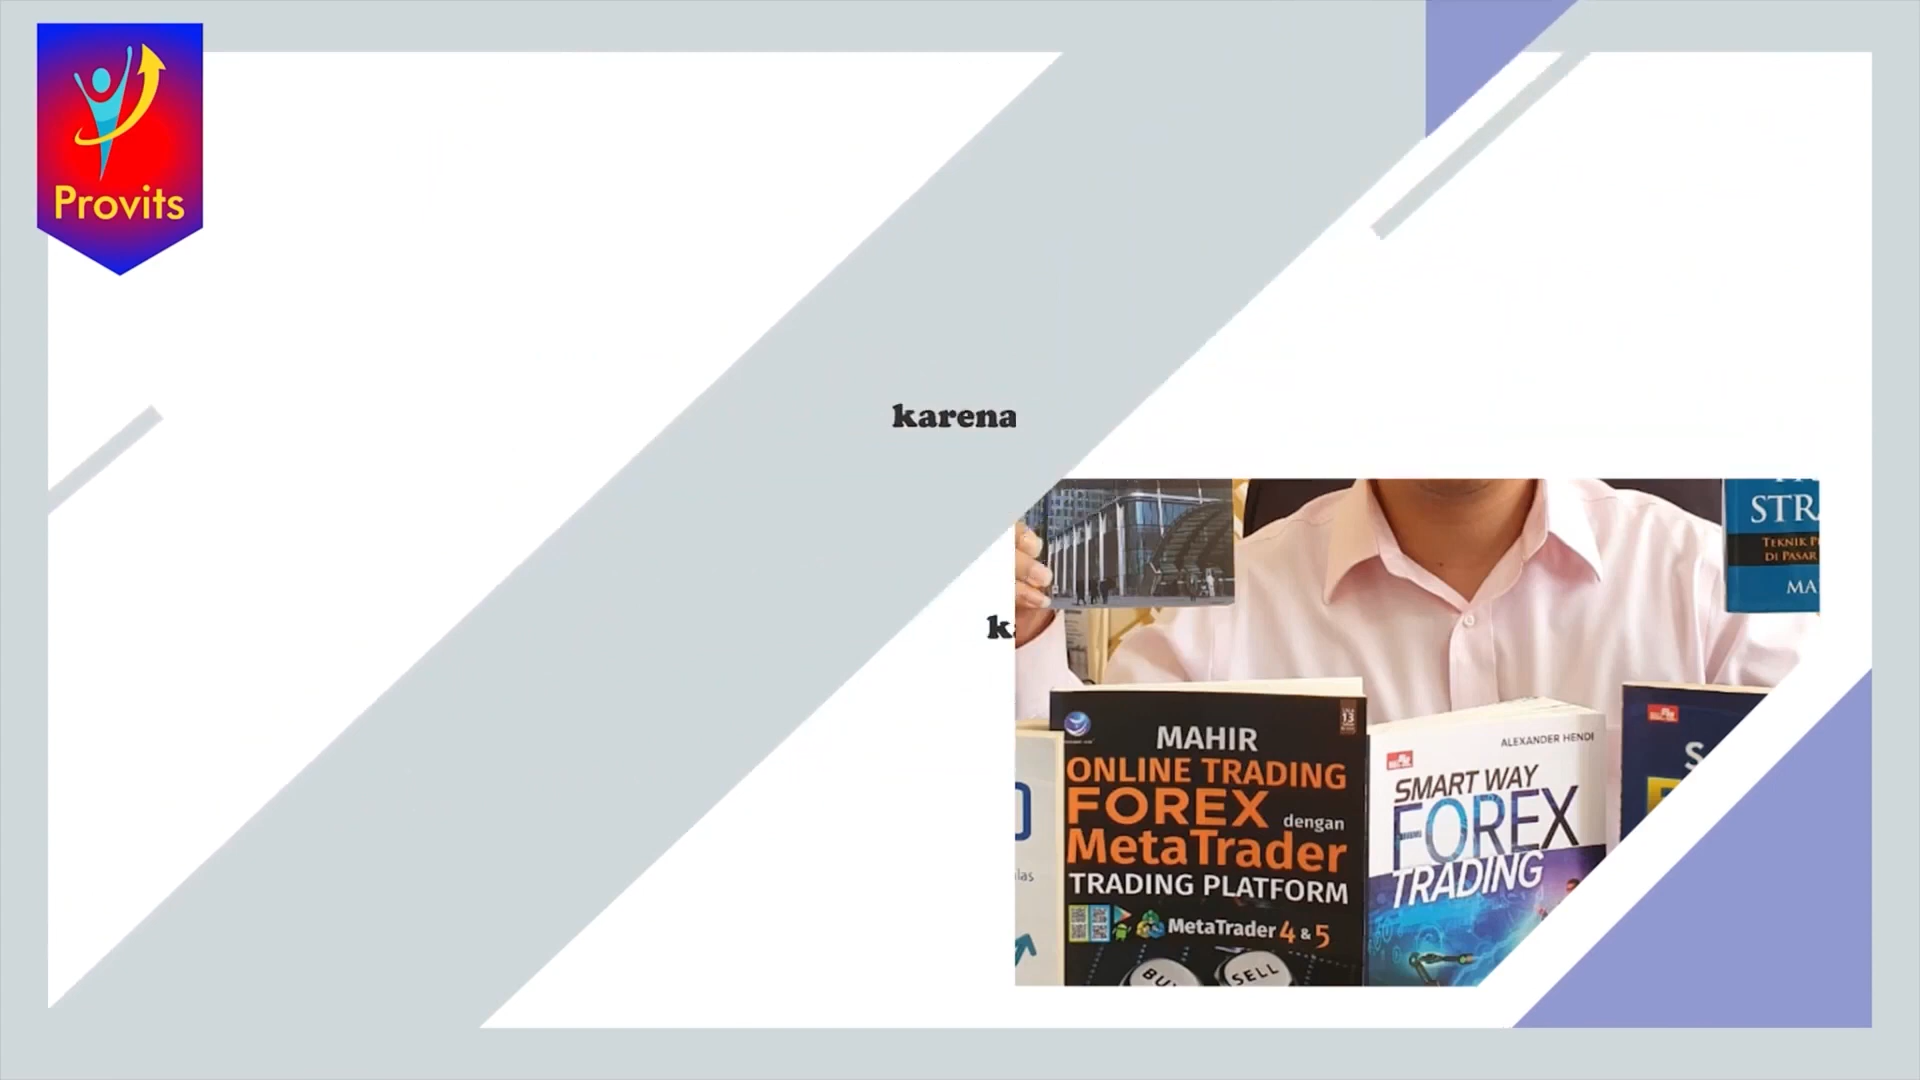 Provits
karena
STR
TEKNIK
DI PASAR
MA
MAHIR
ONLINE TRADING
FOREX dengan
MetaTrader
TRADING PLATFORM
MetaTrader 4 & 5
BU
SELL
ALEXANDER HENDI
SMART WAY
FOREX
TRADING